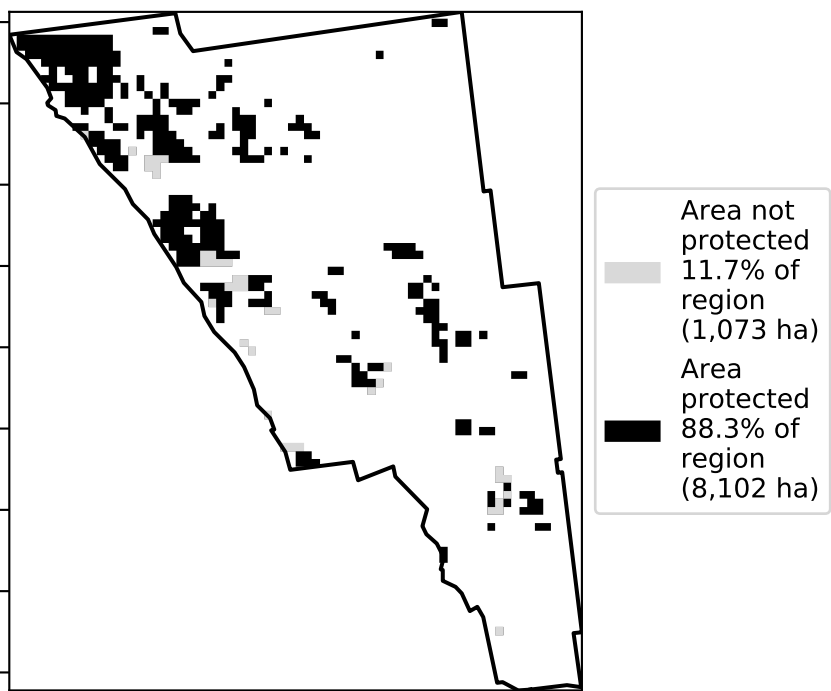 Area not
protected
11.7% of
region
(1,073 ha)
Area
protected
88.3% of
region
(8,102 ha)